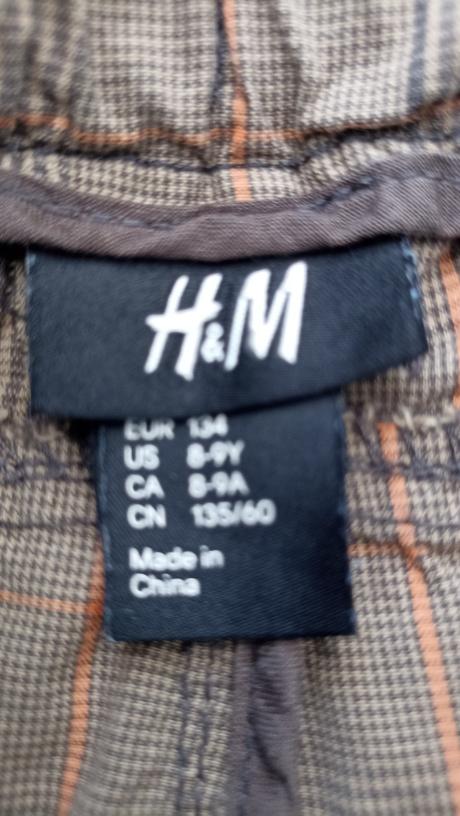 H&M
EUR 134
US 8-9Y
CA 8-9A
CN 135/60
Made in
China